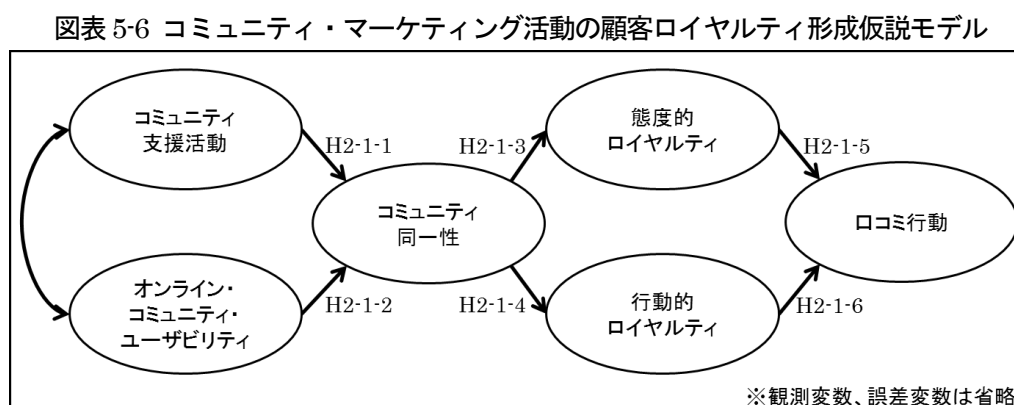 図表 5-6 コミュニティ・マーケティング活動の顧客ロイヤルティ形成仮説モデル
コミュニティ
支援活動
H2-1-1
オンライン・
コミュニティ・
ユーザビリティ
H2-1-2
コミュニティ
同一性
H2-1-3
H2-1-4
態度的
ロイヤルティ
H2-1-5
行動的
ロイヤルティ
H2-1-6
口コミ行動
※観測変数、誤差変数は省略